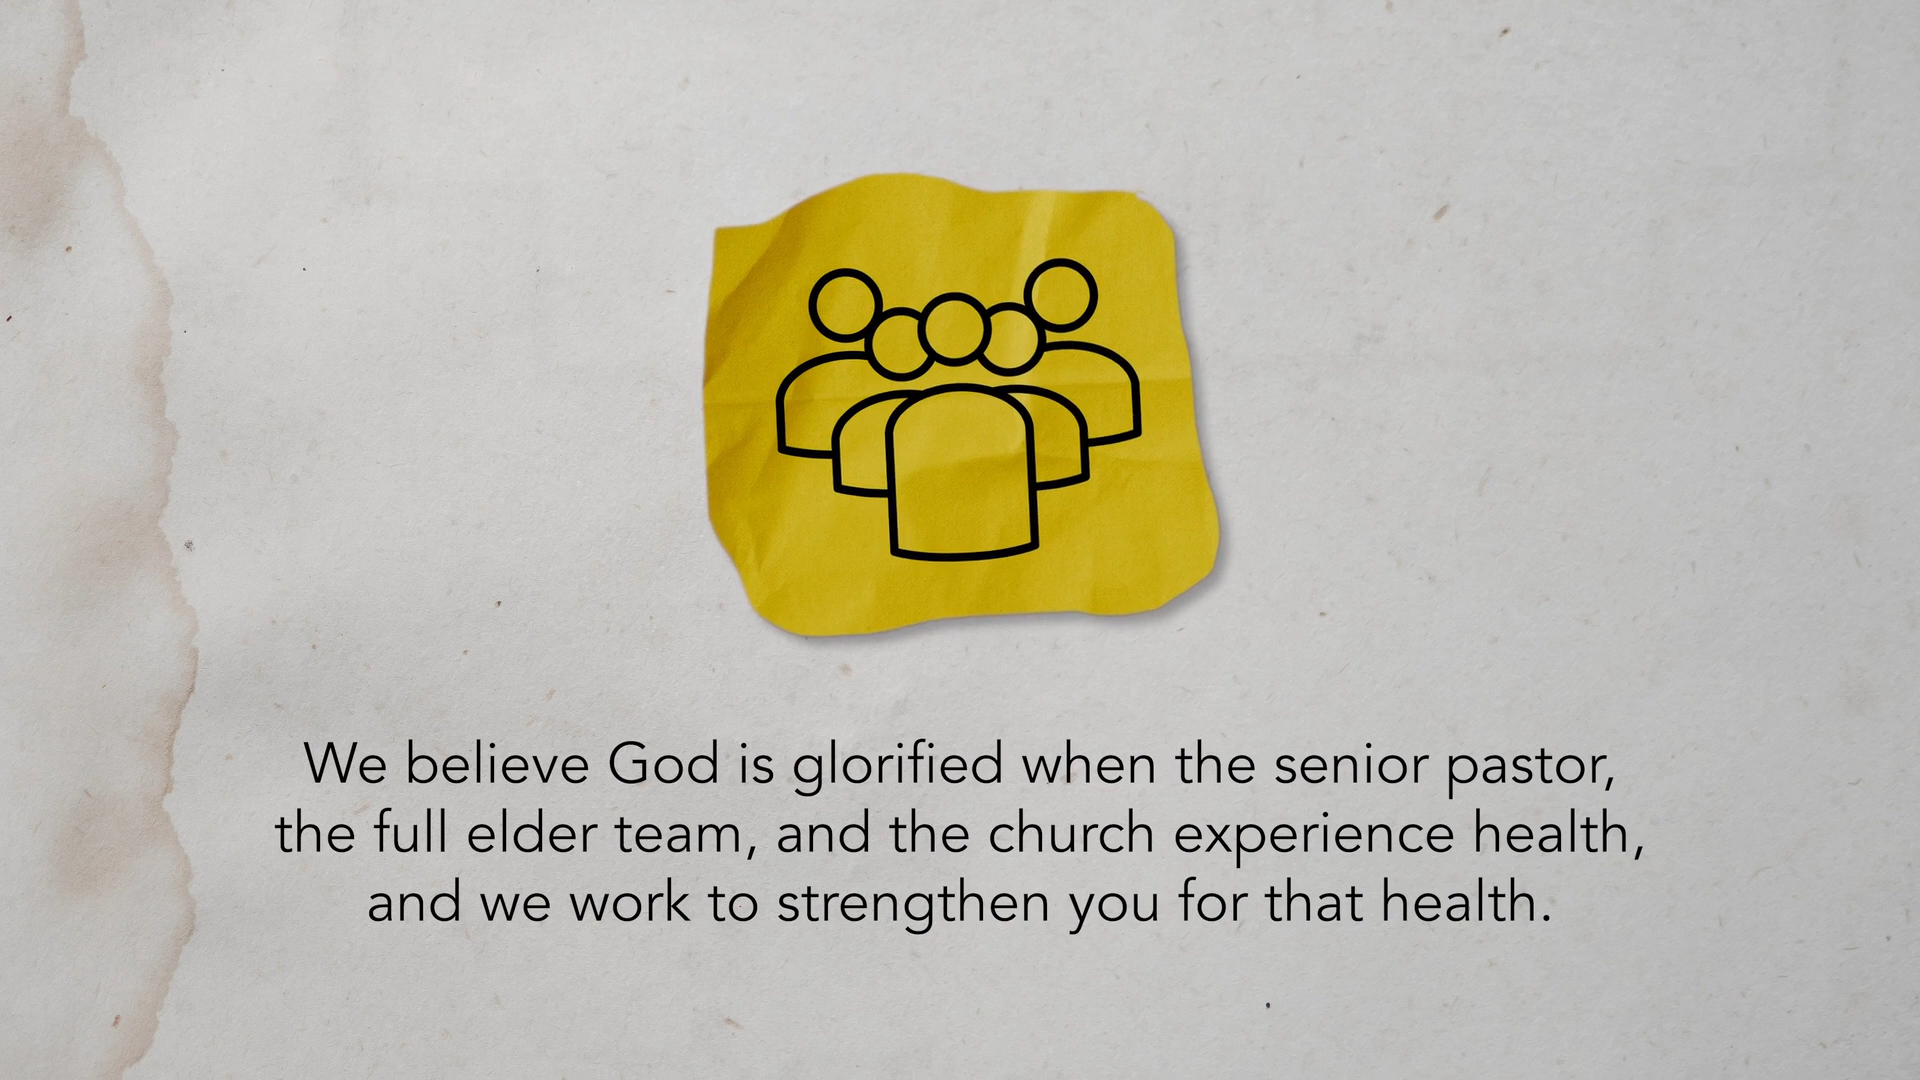 We believe God is glorified when the senior pastor,
the full elder team, and the church experience health,
and we work to strengthen you for that health.